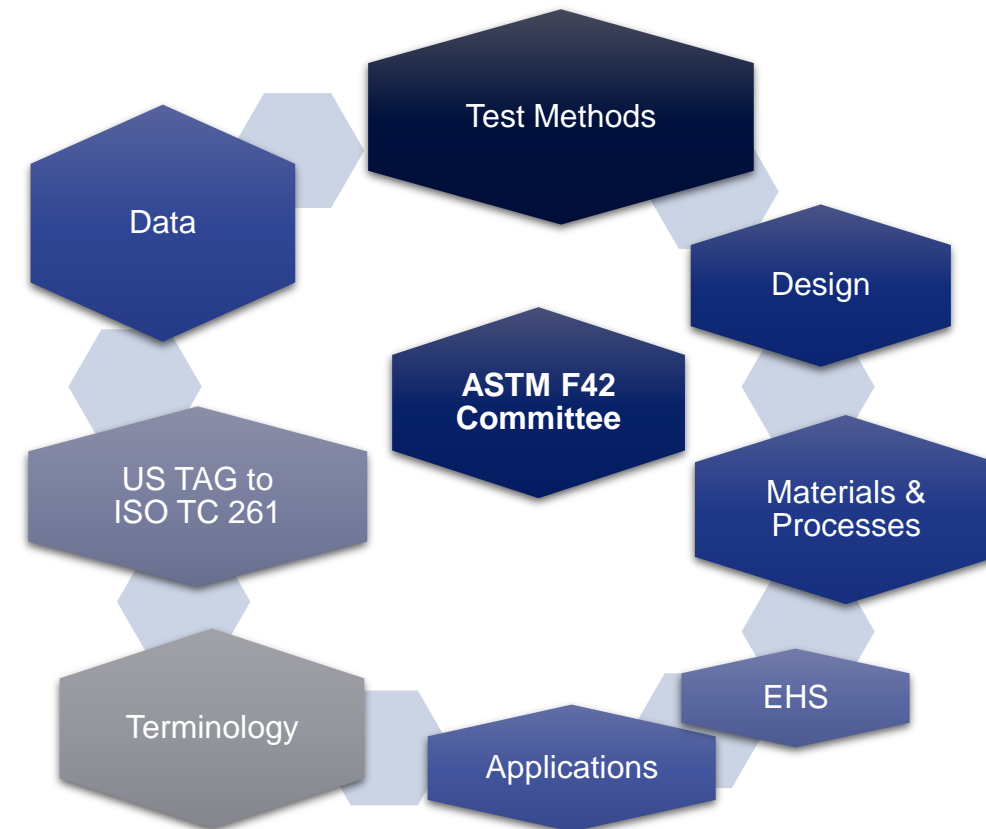 Test Methods
Data
Design
ASTM F42
Committee
US TAG to
ISO TC 261
Materials &
Processes
EHS
Terminology
Applications